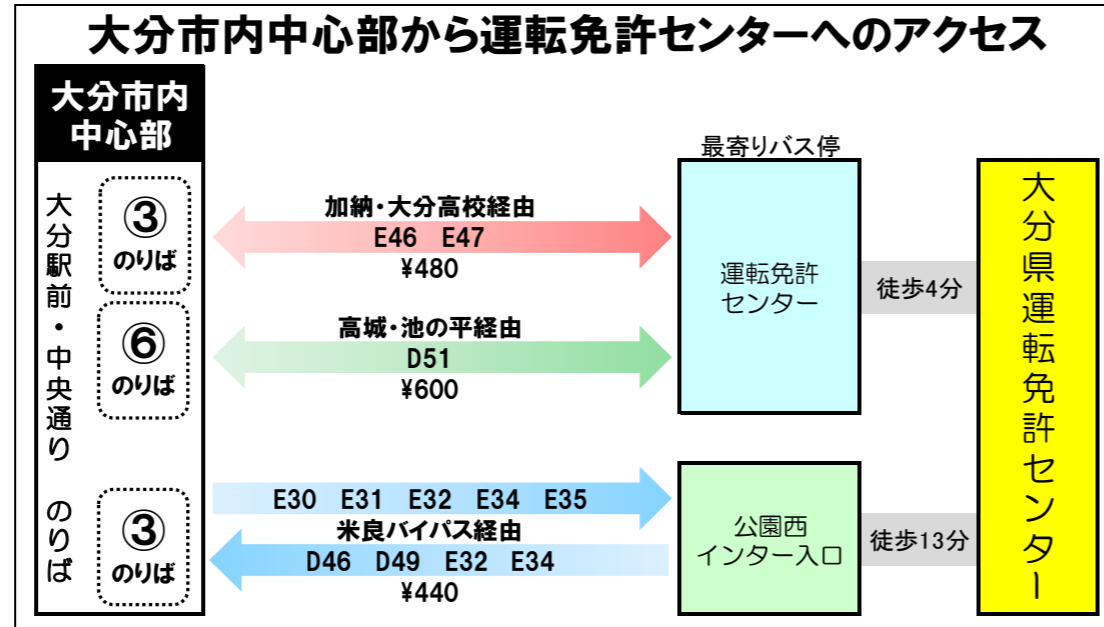 大分市内中心部から運転免許センターへのアクセス
大分市内
中心部
大分駅前・中央通り のりば
③
のりば
加納・大分高校経由
E46 E47
¥480
⑥
のりば
高城・池の平経由
D51
¥600
③
のりば
E30 E31 E32 E34 E35
米良バイパス経由
D46 D49 E32 E34
¥440
最寄りバス停
運転免許
センター
徒歩4分
公園西
インター入口
徒歩13分
大分県運転免許センター